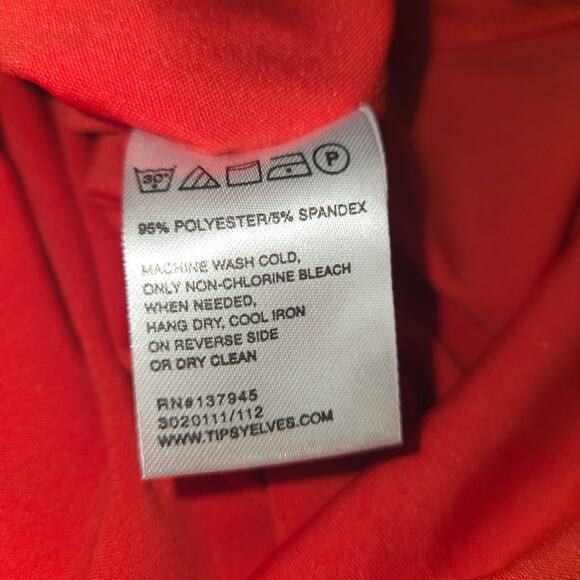 30°
P
95% POLYESTER/5% SPANDEX
MACHINE WASH COLD,
ONLY NON-CHLORINE BLEACH
WHEN NEEDED,
HANG DRY, COOL IRON
ON REVERSE SIDE
OR DRY CLEAN
RN#137945
3020111/112
WWW.TIPSYELVES.COM